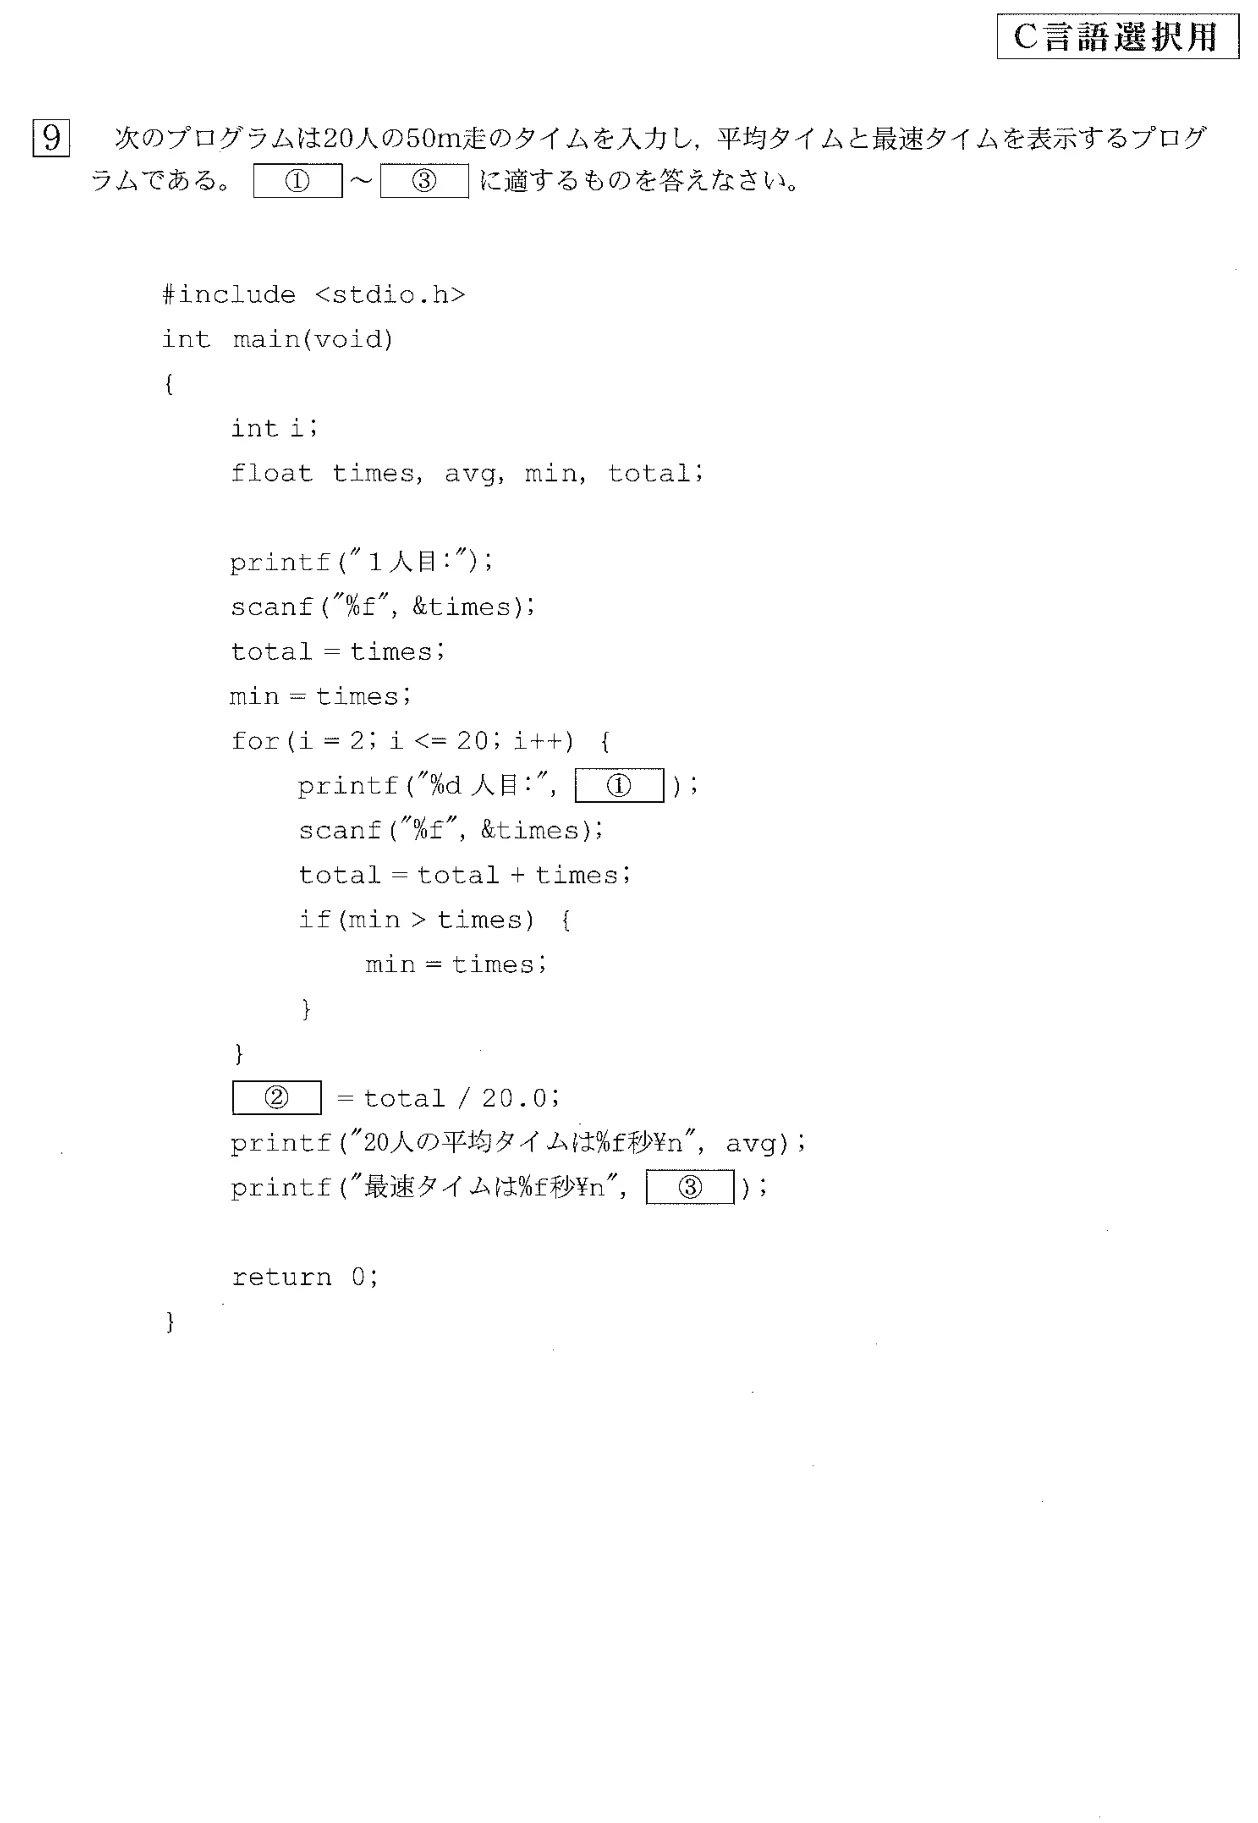 C言語選択用
9 次のプログラムは20人の50m走のタイムを入力し，平均タイムと最速タイムを表示するプログ
ラムである。 ① ～ ③ に適するものを答えなさい。
#include <stdio.h>
int main(void)
{
int i;
float times, avg, min, total;
printf("1人目:");
scanf("%f", &times);
total = times;
min = times;
for(i = 2; i <= 20; i++) {
printf("%d 人目:", ① );
scanf("%f", &times);
total = total + times;
if(min > times) {
min = times;
}
}
② = total / 20.0;
printf("20人の平均タイムは%f秒¥n", avg);
printf("最速タイムは%f秒¥n", ③ );
return 0;
}